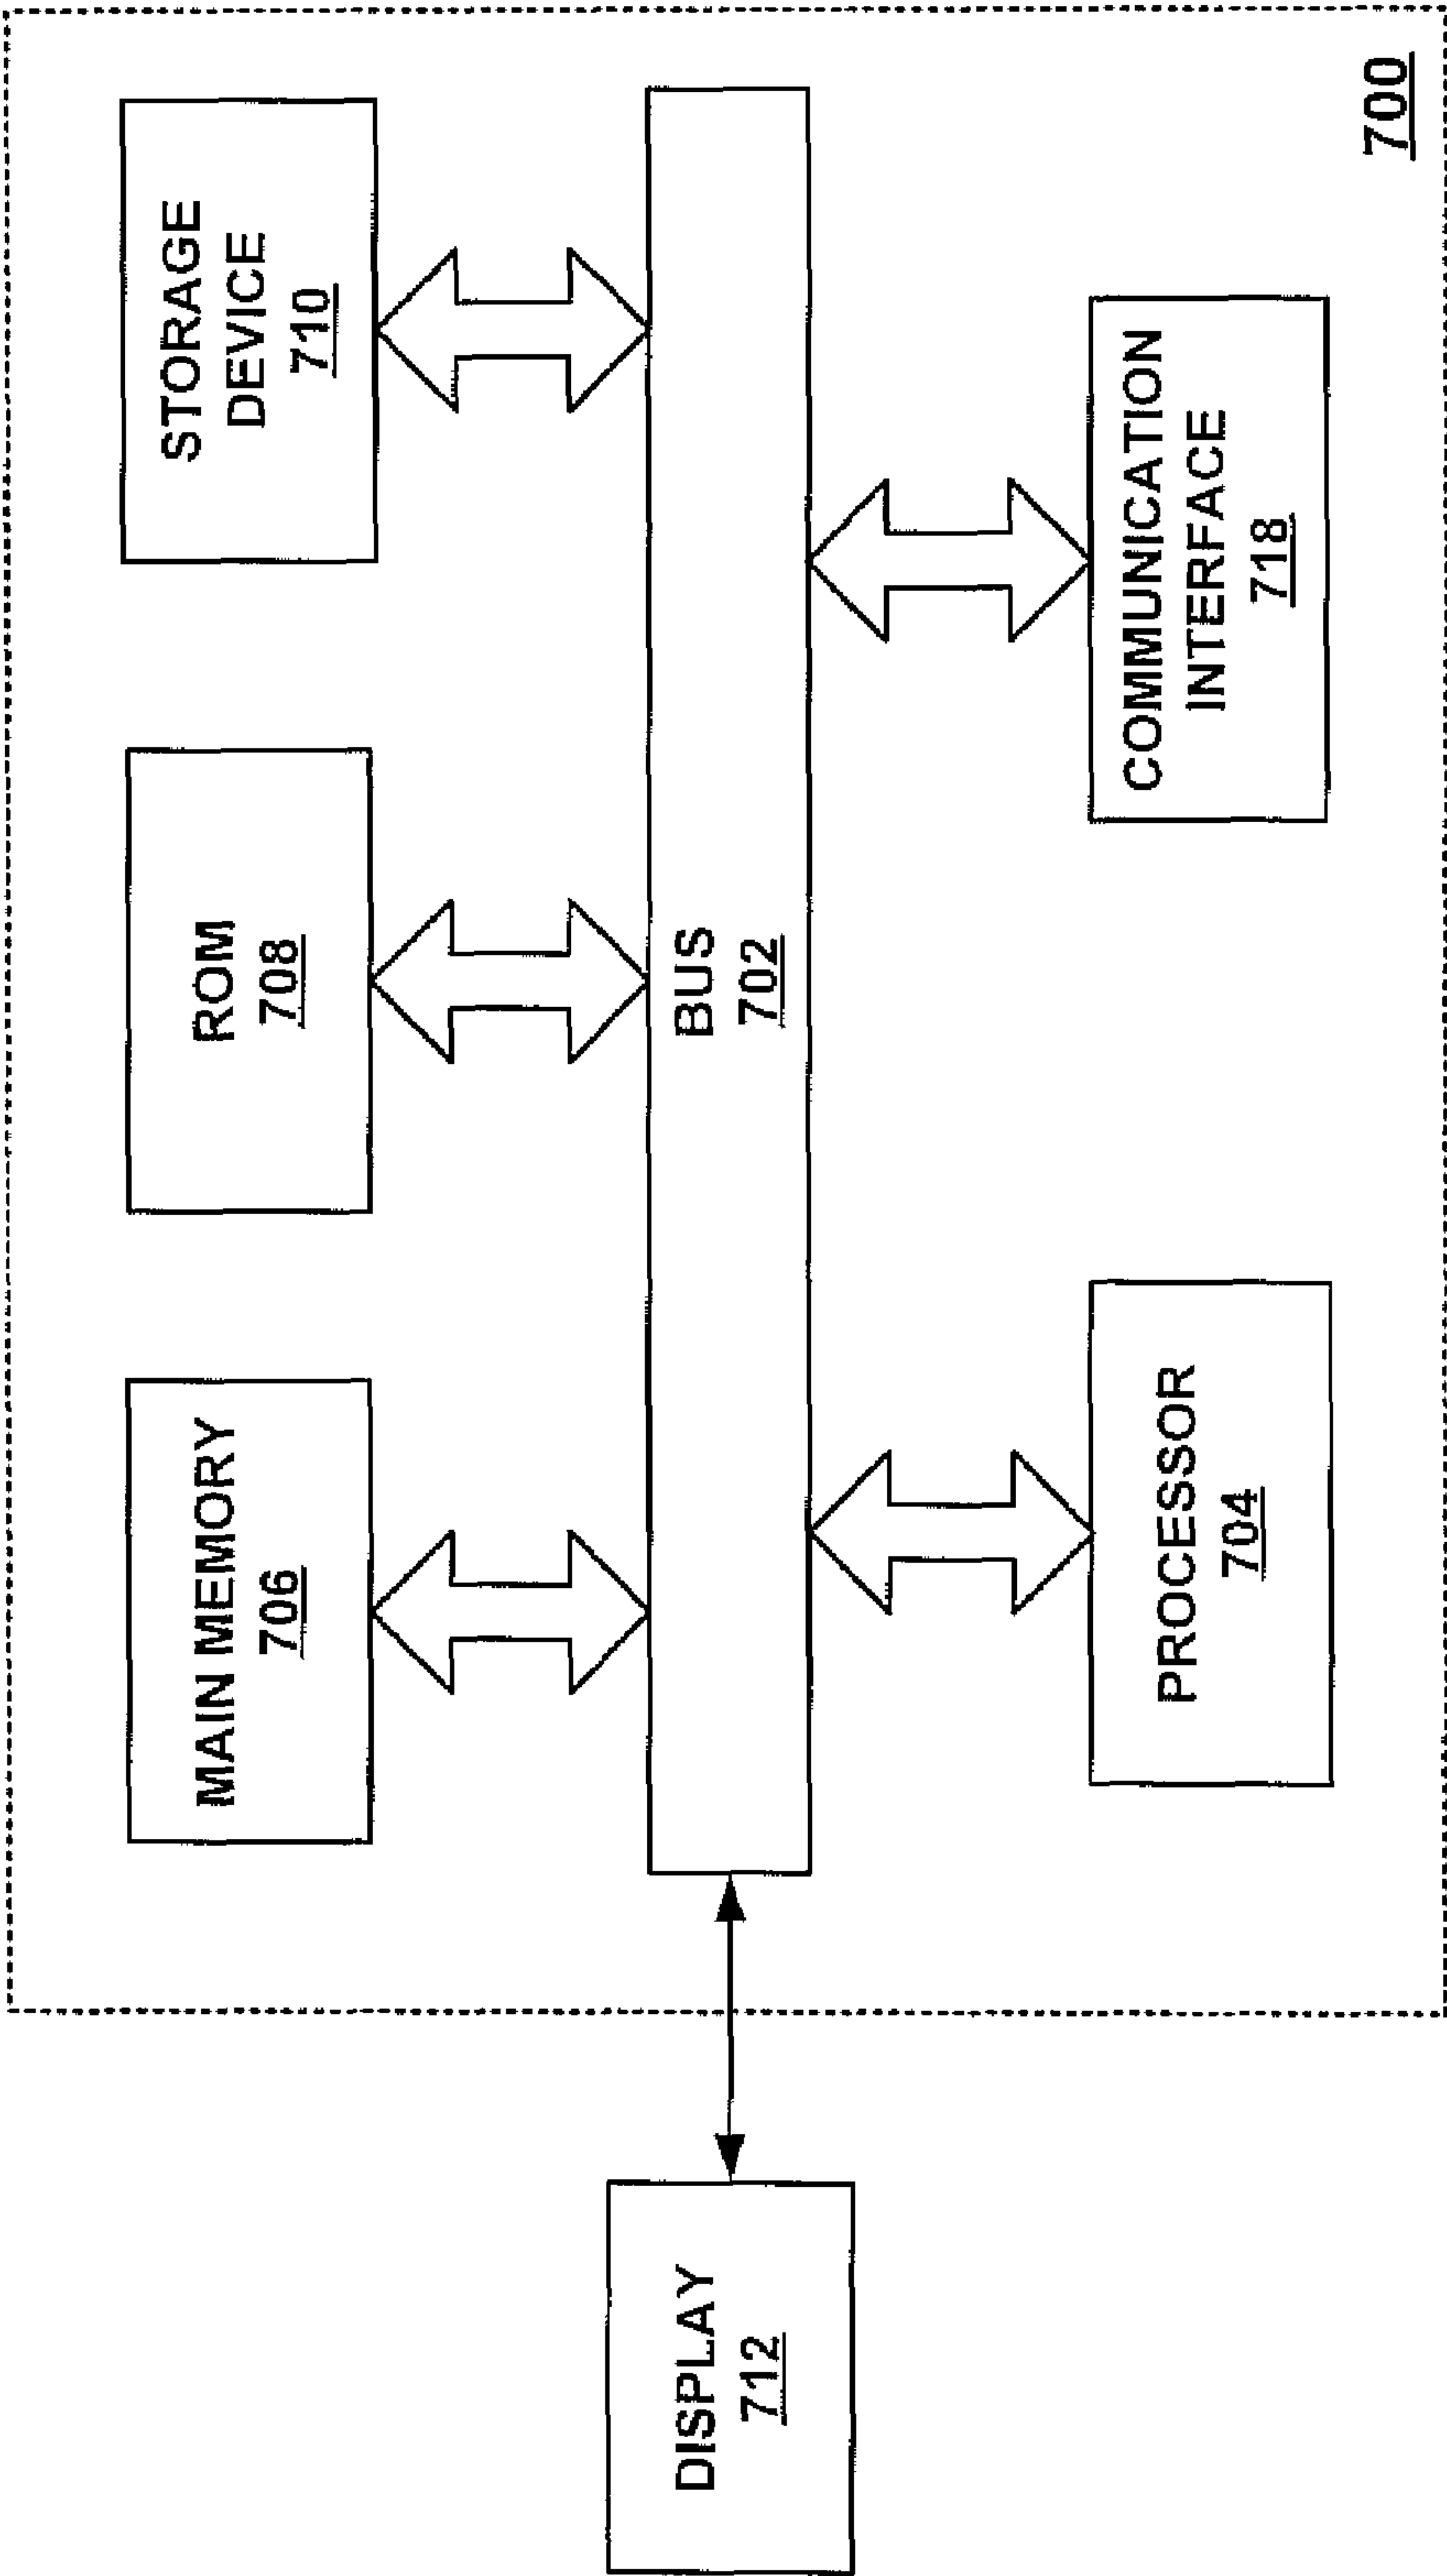 MAIN MEMORY
706
ROM
708
STORAGE
DEVICE
710
DISPLAY
712
BUS
702
PROCESSOR
704
COMMUNICATION
INTERFACE
718
700